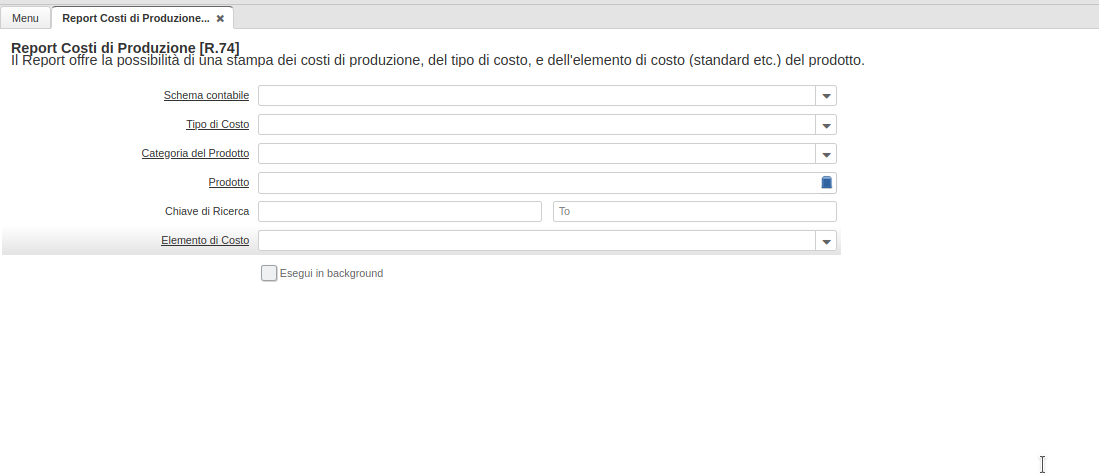 Menu
Report Costi di Produzione... ✖
Report Costi di Produzione [R.74]
Il Report offre la possibilità di una stampa dei costi di produzione, del tipo di costo, e dell'elemento di costo (standard etc.) del prodotto.
Schema contabile
Tipo di Costo
Categoria del Prodotto
Prodotto
Chiave di Ricerca To
Elemento di Costo
Esegui in background